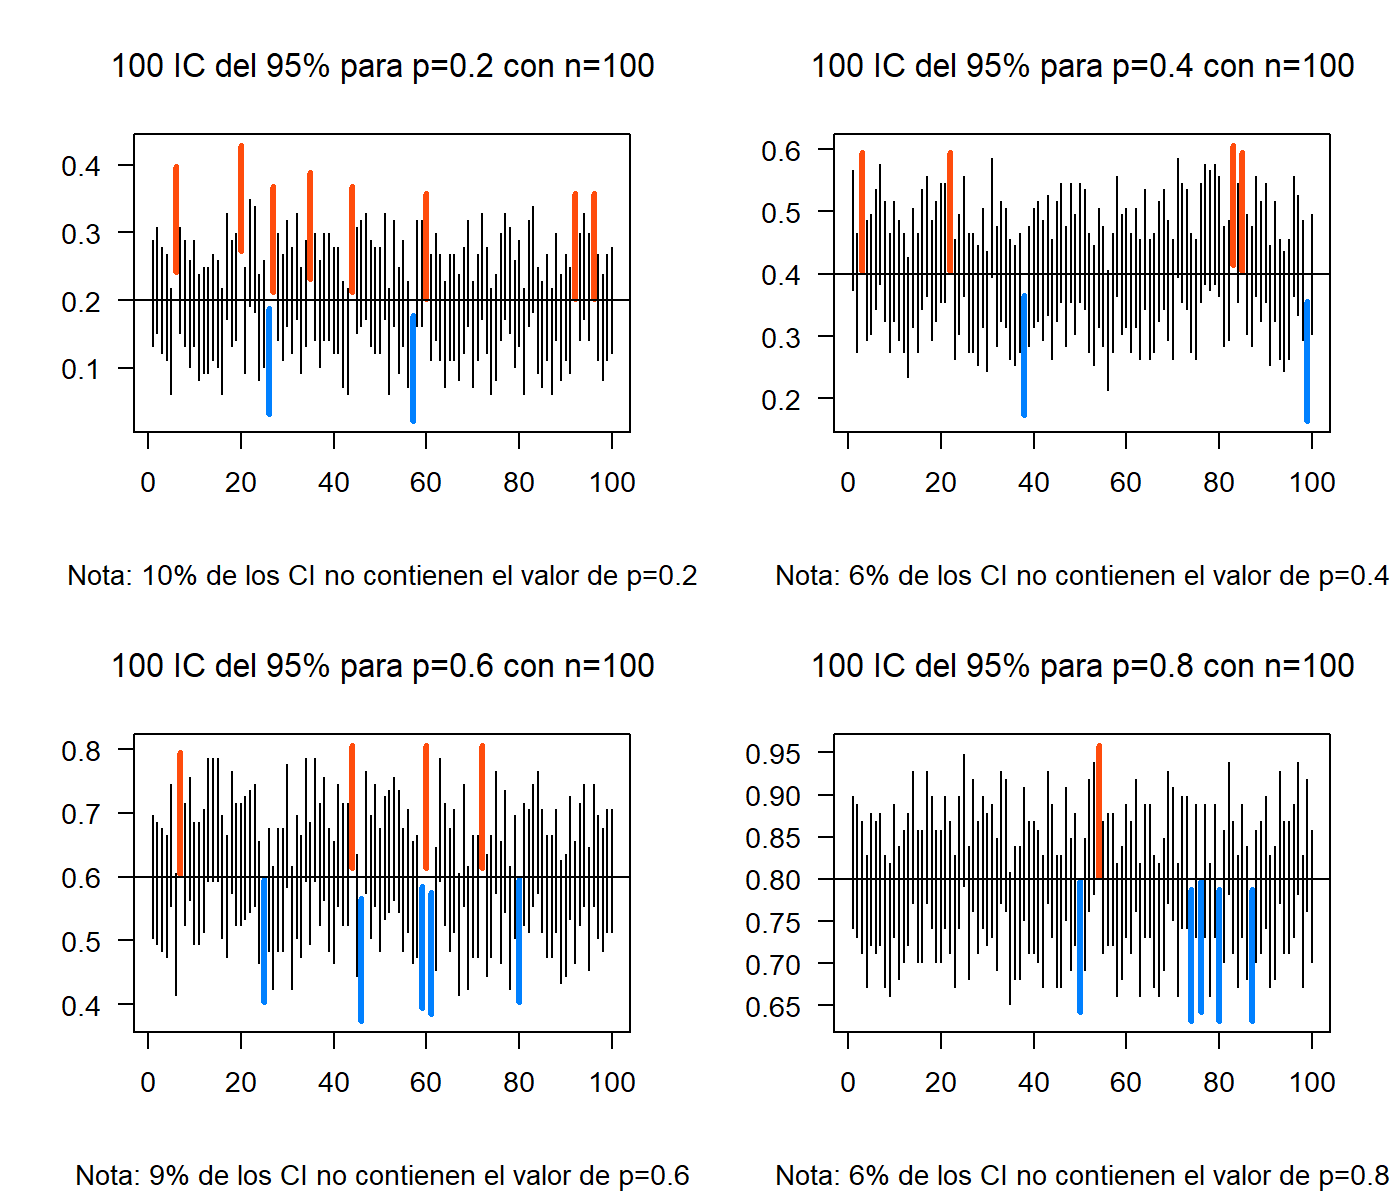 100 IC del 95% para p=0.2 con n=100
0.4
0.3
0.2
0.1
0 20 40 60 80 100
Nota: 10% de los CI no contienen el valor de p=0.2
100 IC del 95% para p=0.4 con n=100
0.6
0.5
0.4
0.3
0.2
0 20 40 60 80 100
Nota: 6% de los CI no contienen el valor de p=0.4
100 IC del 95% para p=0.6 con n=100
0.8
0.7
0.6
0.5
0.4
0 20 40 60 80 100
Nota: 9% de los CI no contienen el valor de p=0.6
100 IC del 95% para p=0.8 con n=100
0.95
0.90
0.85
0.80
0.75
0.70
0.65
0 20 40 60 80 100
Nota: 6% de los CI no contienen el valor de p=0.8